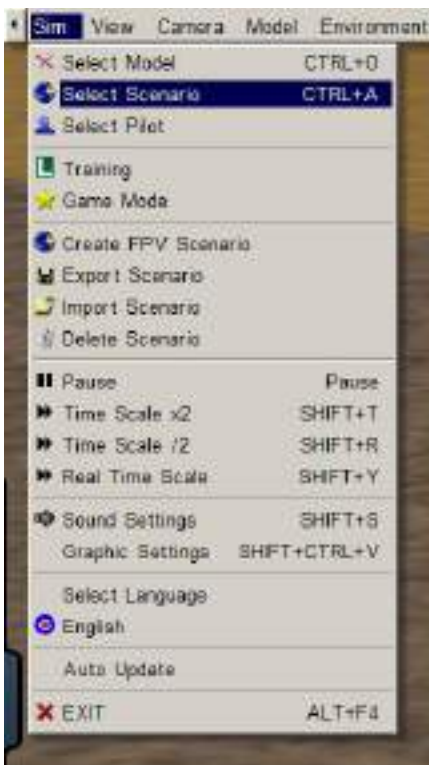 Sim View Camera Model Environment
Select Model CTRL+O
Select Scenario CTRL+A
Select Pilot
Training
Game Mode
Create FPV Scenario
Export Scenario
Import Scenario
Delete Scenario
Pause Pause
Time Scale x2 SHIFT+T
Time Scale /2 SHIFT+R
Real Time Scale SHIFT+Y
Sound Settings SHIFT+S
Graphic Settings SHIFT+CTRL+V
Select Language
English
Auto Update
EXIT ALT+F4